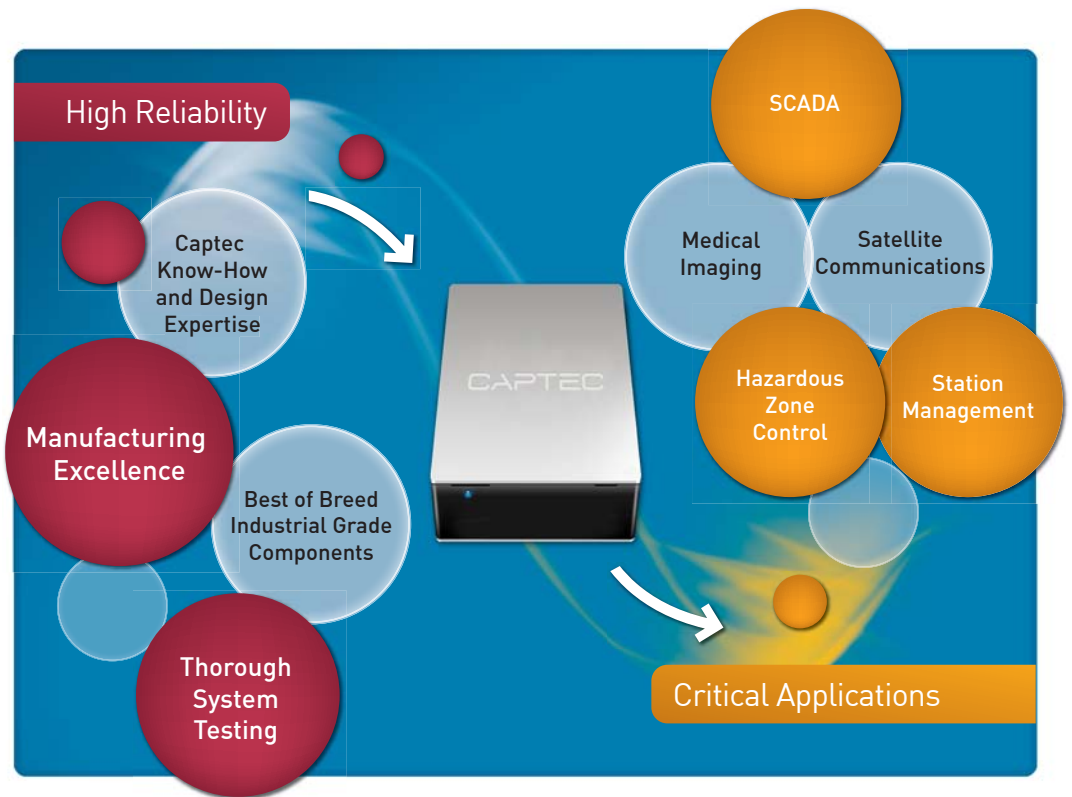 High Reliability
Captec
Know-How
and Design
Expertise
Manufacturing
Excellence
Best of Breed
Industrial Grade
Components
Thorough
System
Testing
CAPTEC
SCADA
Medical
Imaging
Satellite
Communications
Hazardous
Zone
Control
Station
Management
Critical Applications